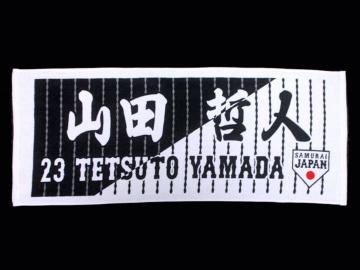 山田 哲人
23 TETSUTO YAMADA
SAMURAI
JAPAN